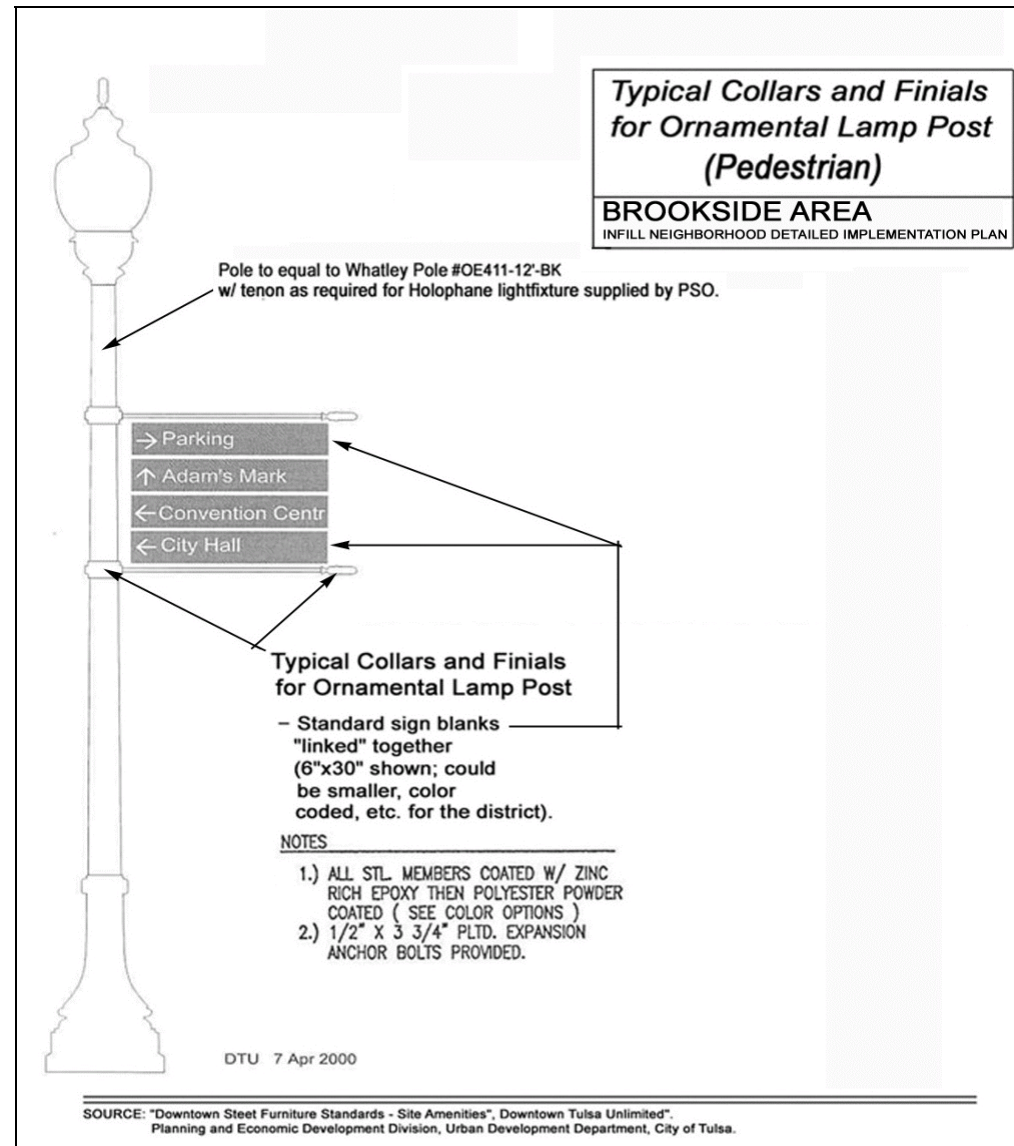 Typical Collars and Finials
for Ornamental Lamp Post
(Pedestrian)
BROOKSIDE AREA
INFILL NEIGHBORHOOD DETAILED IMPLEMENTATION PLAN
Pole to equal to Whatley Pole #OE411-12'-BK
w/ tenon as required for Holophane lightfixture supplied by PSO.
→ Parking
↑ Adam's Mark
← Convention Centr
← City Hall
Typical Collars and Finials
for Ornamental Lamp Post
– Standard sign blanks
"linked" together
(6"x30" shown; could
be smaller, color
coded, etc. for the district).
NOTES
1.) ALL STL. MEMBERS COATED W/ ZINC
RICH EPOXY THEN POLYESTER POWDER
COATED ( SEE COLOR OPTIONS )
2.) 1/2" X 3 3/4" PLTD. EXPANSION
ANCHOR BOLTS PROVIDED.
DTU 7 Apr 2000
SOURCE: "Downtown Steet Furniture Standards - Site Amenities", Downtown Tulsa Unlimited".
Planning and Economic Development Division, Urban Development Department, City of Tulsa.